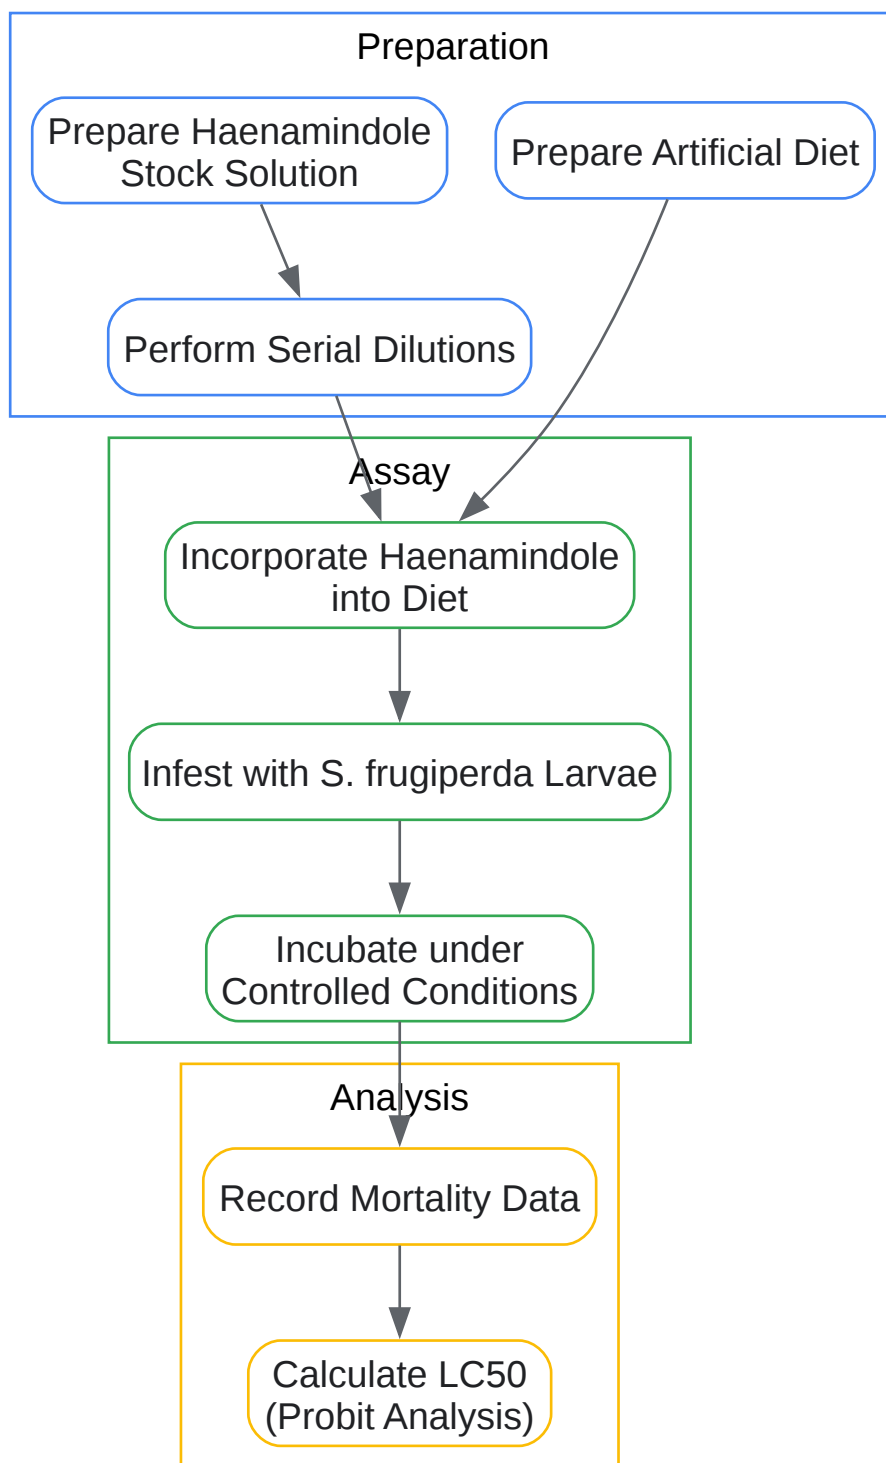 Preparation
Prepare Haenamindole
Stock Solution
Prepare Artificial Diet
Perform Serial Dilutions
Assay
Incorporate Haenamindole
into Diet
Infest with S. frugiperda Larvae
Incubate under
Controlled Conditions
Analysis
Record Mortality Data
Calculate LC50
(Probit Analysis)